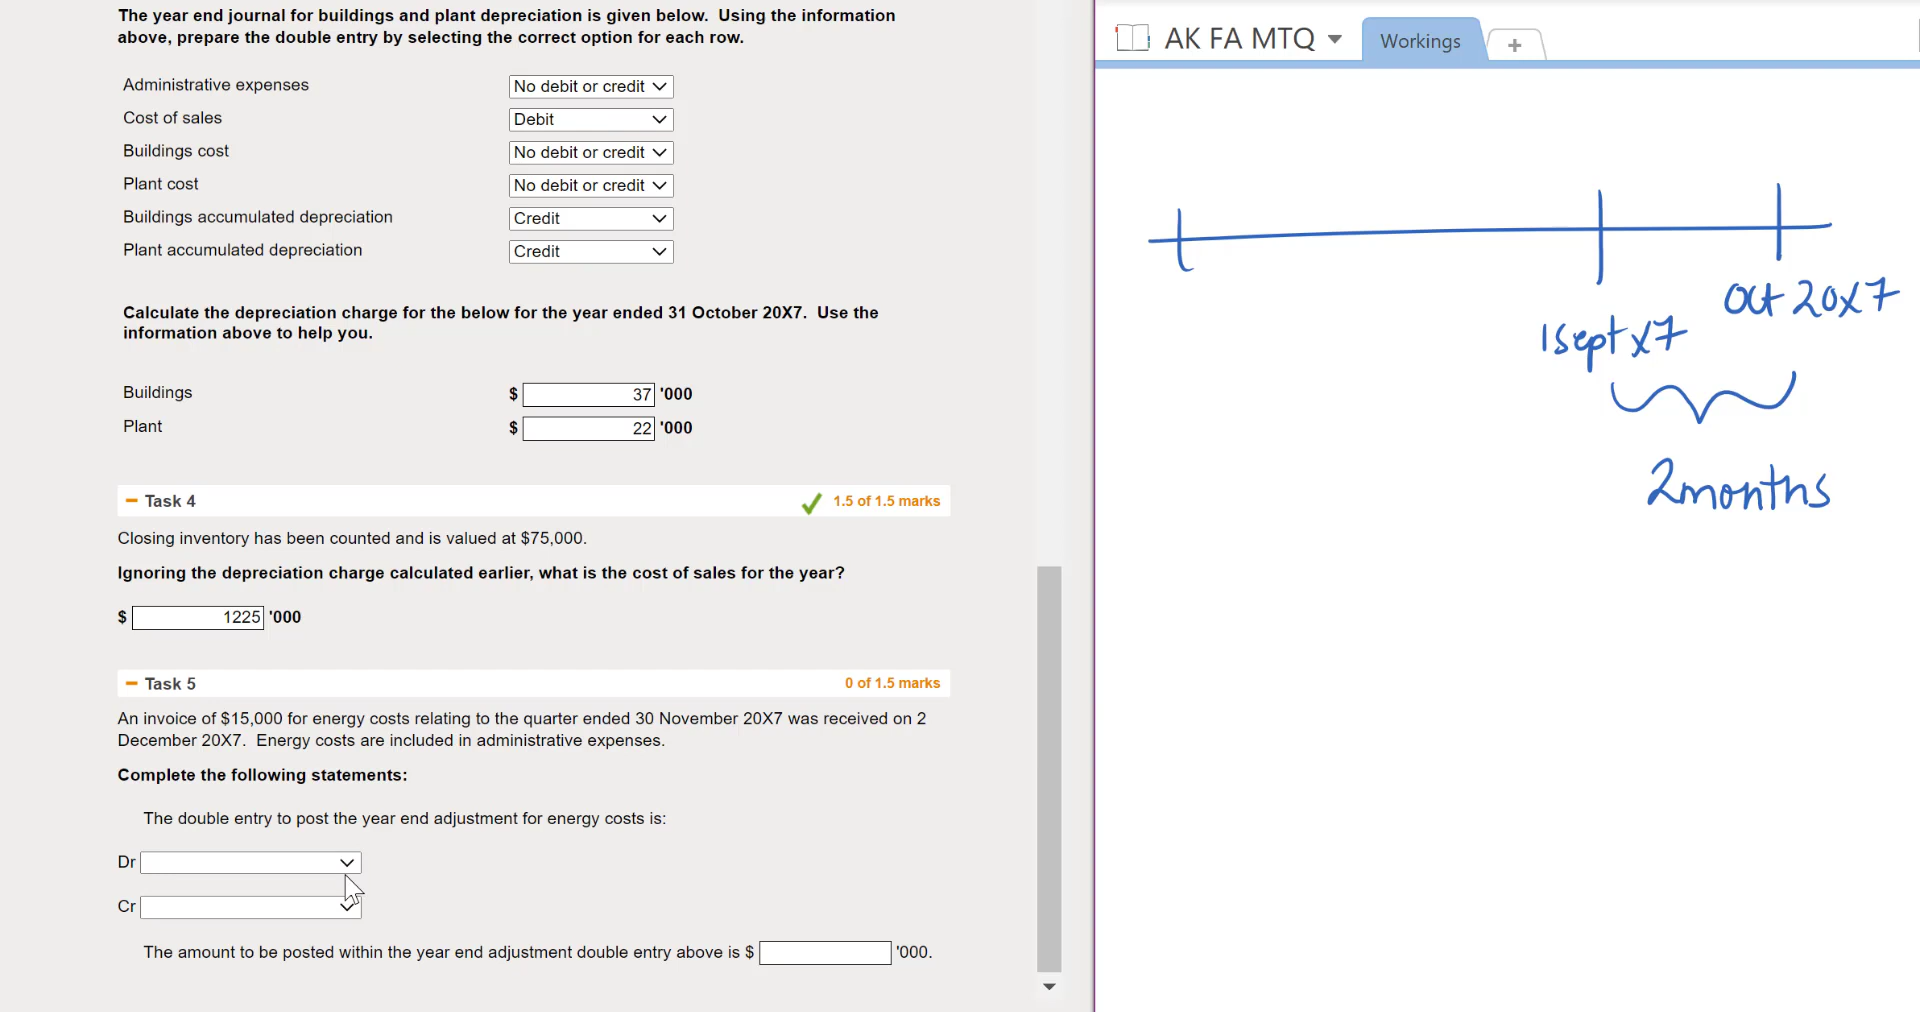 The year end journal for buildings and plant depreciation is given below. Using the information
above, prepare the double entry by selecting the correct option for each row.
Administrative expenses No debit or credit
Cost of sales Debit
Buildings cost No debit or credit
Plant cost No debit or credit
Buildings accumulated depreciation Credit
Plant accumulated depreciation Credit
Calculate the depreciation charge for the below for the year ended 31 October 20X7. Use the
information above to help you.
Buildings $ 37 '000
Plant $ 22 '000
Task 4 1.5 of 1.5 marks
Closing inventory has been counted and is valued at $75,000.
Ignoring the depreciation charge calculated earlier, what is the cost of sales for the year?
$ 1225 '000
Task 5 0 of 1.5 marks
An invoice of $15,000 for energy costs relating to the quarter ended 30 November 20X7 was received on 2
December 20X7. Energy costs are included in administrative expenses.
Complete the following statements:
The double entry to post the year end adjustment for energy costs is:
Dr
Cr
The amount to be posted within the year end adjustment double entry above is $ '000.
AK FA MTQ Workings +
Oct 20X7
1 Sept X7
2 months